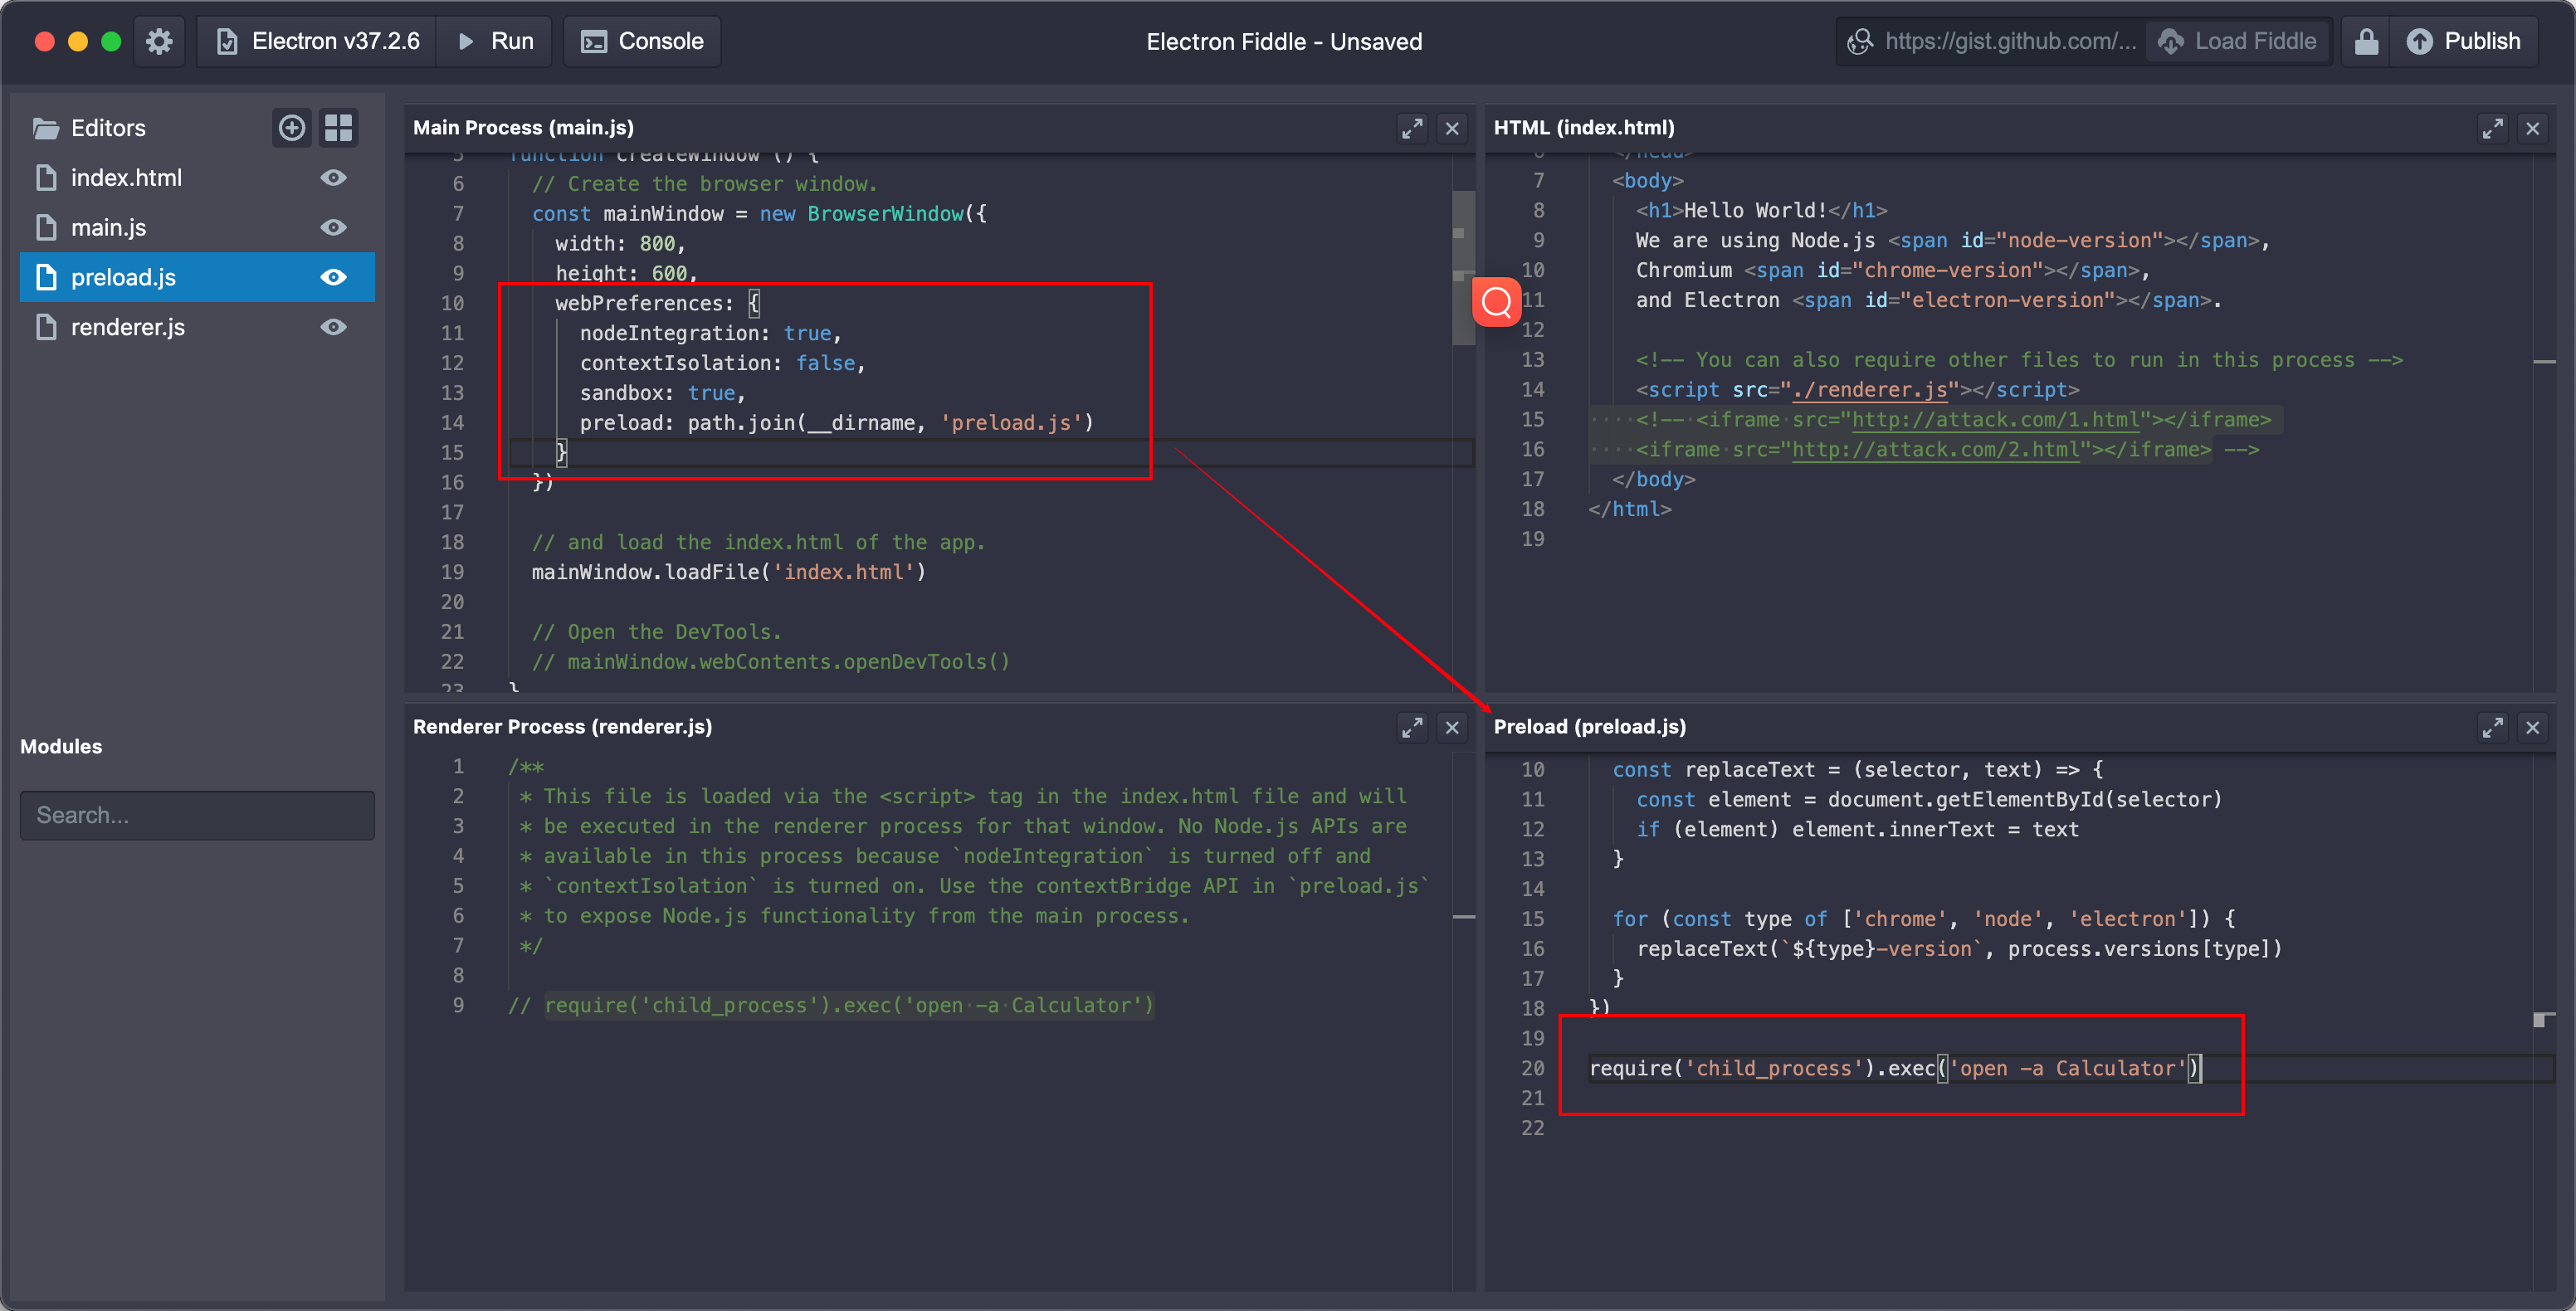 Electron v37.2.6
Run
Console
Electron Fiddle - Unsaved
https://gist.github.com/...
Load Fiddle
Publish
Editors
index.html
main.js
preload.js
renderer.js
Modules
Search...
Main Process (main.js)
5 function createWindow () {
6 // Create the browser window.
7 const mainWindow = new BrowserWindow({
8 width: 800,
9 height: 600,
10 webPreferences: {
11 nodeIntegration: true,
12 contextIsolation: false,
13 sandbox: true,
14 preload: path.join(__dirname, 'preload.js')
15 }
16 })
17
18 // and load the index.html of the app.
19 mainWindow.loadFile('index.html')
20
21 // Open the DevTools.
22 // mainWindow.webContents.openDevTools()
23 }
HTML (index.html)
6 </head>
7 <body>
8 <h1>Hello World!</h1>
9 We are using Node.js <span id="node-version"></span>,
10 Chromium <span id="chrome-version"></span>,
11 and Electron <span id="electron-version"></span>.
12
13 <!-- You can also require other files to run in this process -->
14 <script src="./renderer.js"></script>
15 <!-- <iframe src="http://attack.com/1.html"></iframe>
16 <iframe src="http://attack.com/2.html"></iframe> -->
17 </body>
18 </html>
19
Renderer Process (renderer.js)
1 /**
2 * This file is loaded via the <script> tag in the index.html file and will
3 * be executed in the renderer process for that window. No Node.js APIs are
4 * available in this process because `nodeIntegration` is turned off and
5 * `contextIsolation` is turned on. Use the contextBridge API in `preload.js`
6 * to expose Node.js functionality from the main process.
7 */
8
9 // require('child_process').exec('open -a Calculator')
Preload (preload.js)
10 const replaceText = (selector, text) => {
11 const element = document.getElementById(selector)
12 if (element) element.innerText = text
13 }
14
15 for (const type of ['chrome', 'node', 'electron']) {
16 replaceText(`${type}-version`, process.versions[type])
17 }
18 })
19
20 require('child_process').exec('open -a Calculator')
21
22